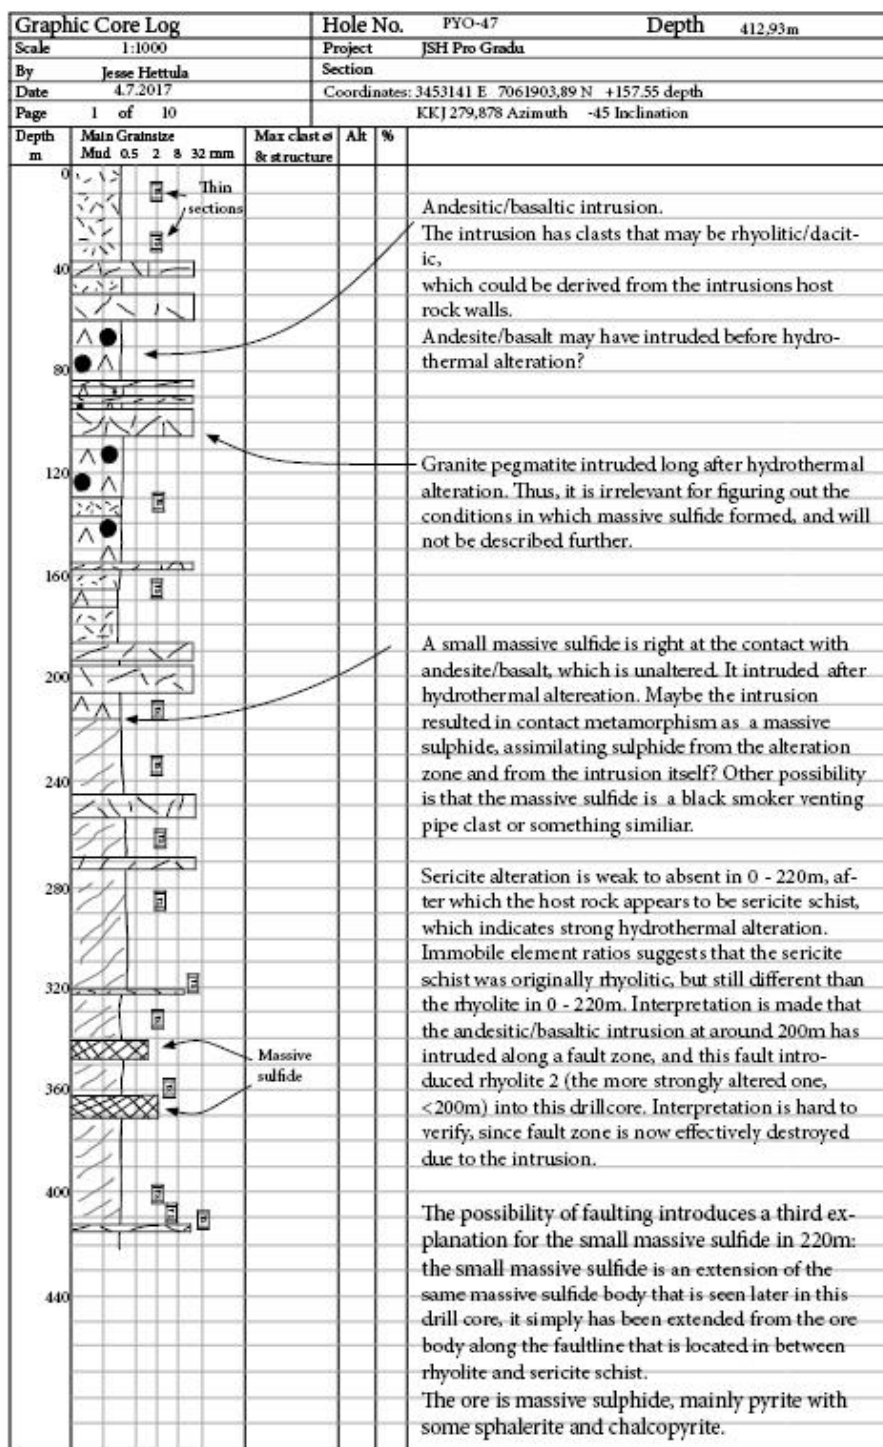 Graphic Core Log Hole No. PYO-47 Depth 412,93m
Scale 1:1000 Project JSH Pro Gradu
By Jesse Hettula Section
Date 4.7.2017 Coordinates: 3453141 E 7061903,89 N +157.55 depth
Page 1 of 10 KKJ 279,878 Azimuth -45 Inclination
Depth m Main Grainsize Mud 0.5 2 8 32 mm Max clast ø & structure Alt %
0
Thin
sections
40
80
120
160
200
240
280
320
360
400
440
Massive
sulfide
Andesitic/basaltic intrusion.
The intrusion has clasts that may be rhyolitic/dacit-
ic,
which could be derived from the intrusions host
rock walls.
Andesite/basalt may have intruded before hydro-
thermal alteration?
Granite pegmatite intruded long after hydrothermal
alteration. Thus, it is irrelevant for figuring out the
conditions in which massive sulfide formed, and will
not be described further.
A small massive sulfide is right at the contact with
andesite/basalt, which is unaltered. It intruded after
hydrothermal altereation. Maybe the intrusion
resulted in contact metamorphism as a massive
sulphide, assimilating sulphide from the alteration
zone and from the intrusion itself? Other possibility
is that the massive sulfide is a black smoker venting
pipe clast or something similiar.
Sericite alteration is weak to absent in 0 - 220m, af-
ter which the host rock appears to be sericite schist,
which indicates strong hydrothermal alteration.
Immobile element ratios suggests that the sericite
schist was originally rhyolitic, but still different than
the rhyolite in 0 - 220m. Interpretation is made that
the andesitic/basaltic intrusion at around 200m has
intruded along a fault zone, and this fault intro-
duced rhyolite 2 (the more strongly altered one,
<200m) into this drillcore. Interpretation is hard to
verify, since fault zone is now effectively destroyed
due to the intrusion.
The possibility of faulting introduces a third ex-
planation for the small massive sulfide in 220m:
the small massive sulfide is an extension of the
same massive sulfide body that is seen later in this
drill core, it simply has been extended from the ore
body along the faultline that is located in between
rhyolite and sericite schist.
The ore is massive sulphide, mainly pyrite with
some sphalerite and chalcopyrite.